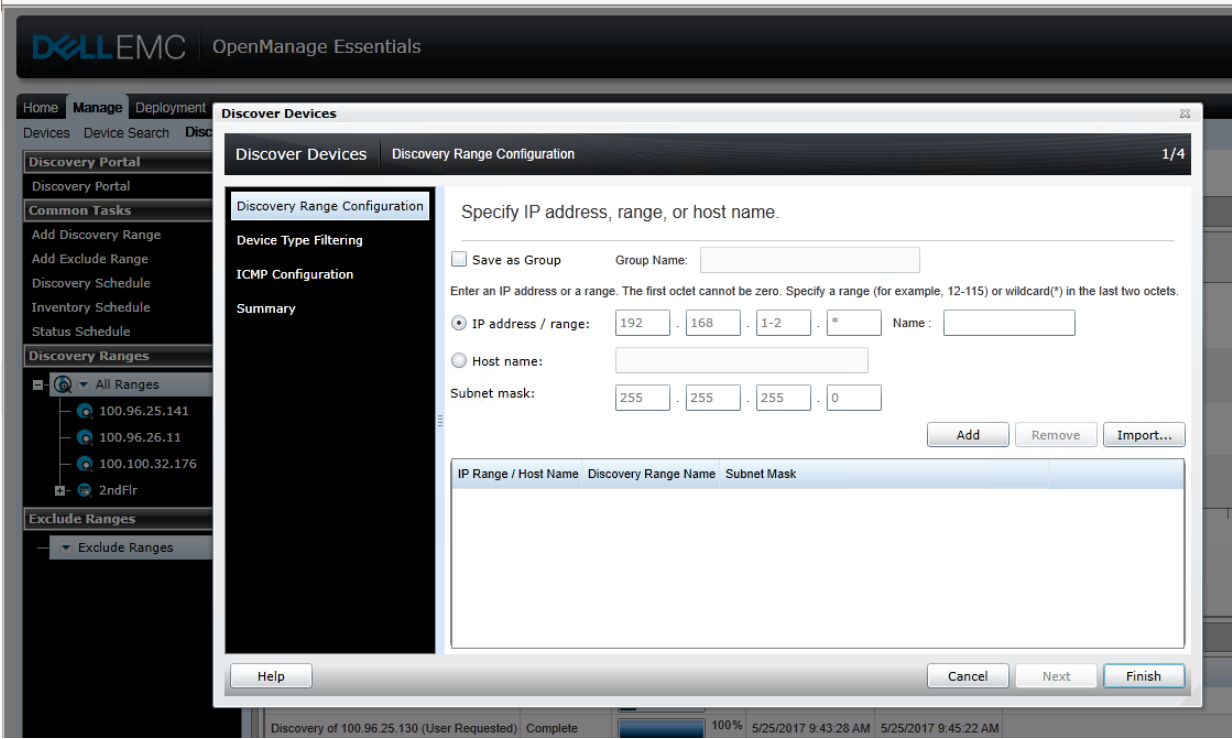 DELLEMC OpenManage Essentials
Home Manage Deployment
Devices Device Search Disc
Discovery Portal
Discovery Portal
Common Tasks
Add Discovery Range
Add Exclude Range
Discovery Schedule
Inventory Schedule
Status Schedule
Discovery Ranges
All Ranges
100.96.25.141
100.96.26.11
100.100.32.176
2ndFlr
Exclude Ranges
Exclude Ranges
Discover Devices
Discover Devices Discovery Range Configuration 1/4
Discovery Range Configuration
Device Type Filtering
ICMP Configuration
Summary
Specify IP address, range, or host name.
Save as Group Group Name:
Enter an IP address or a range. The first octet cannot be zero. Specify a range (for example, 12-115) or wildcard(*) in the last two octets.
IP address / range: 192 . 168 . 1-2 . * Name :
Host name:
Subnet mask: 255 . 255 . 255 . 0
Add Remove Import...
IP Range / Host Name Discovery Range Name Subnet Mask
Help Cancel Next Finish
Discovery of 100.96.25.130 (User Requested) Complete 100% 5/25/2017 9:43:28 AM 5/25/2017 9:45:22 AM